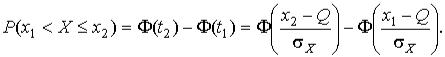 P(x₁ < X ≤ x₂) = Φ(t₂) − Φ(t₁) = Φ((x₂ − Q)/σ_X) − Φ((x₁ − Q)/σ_X).